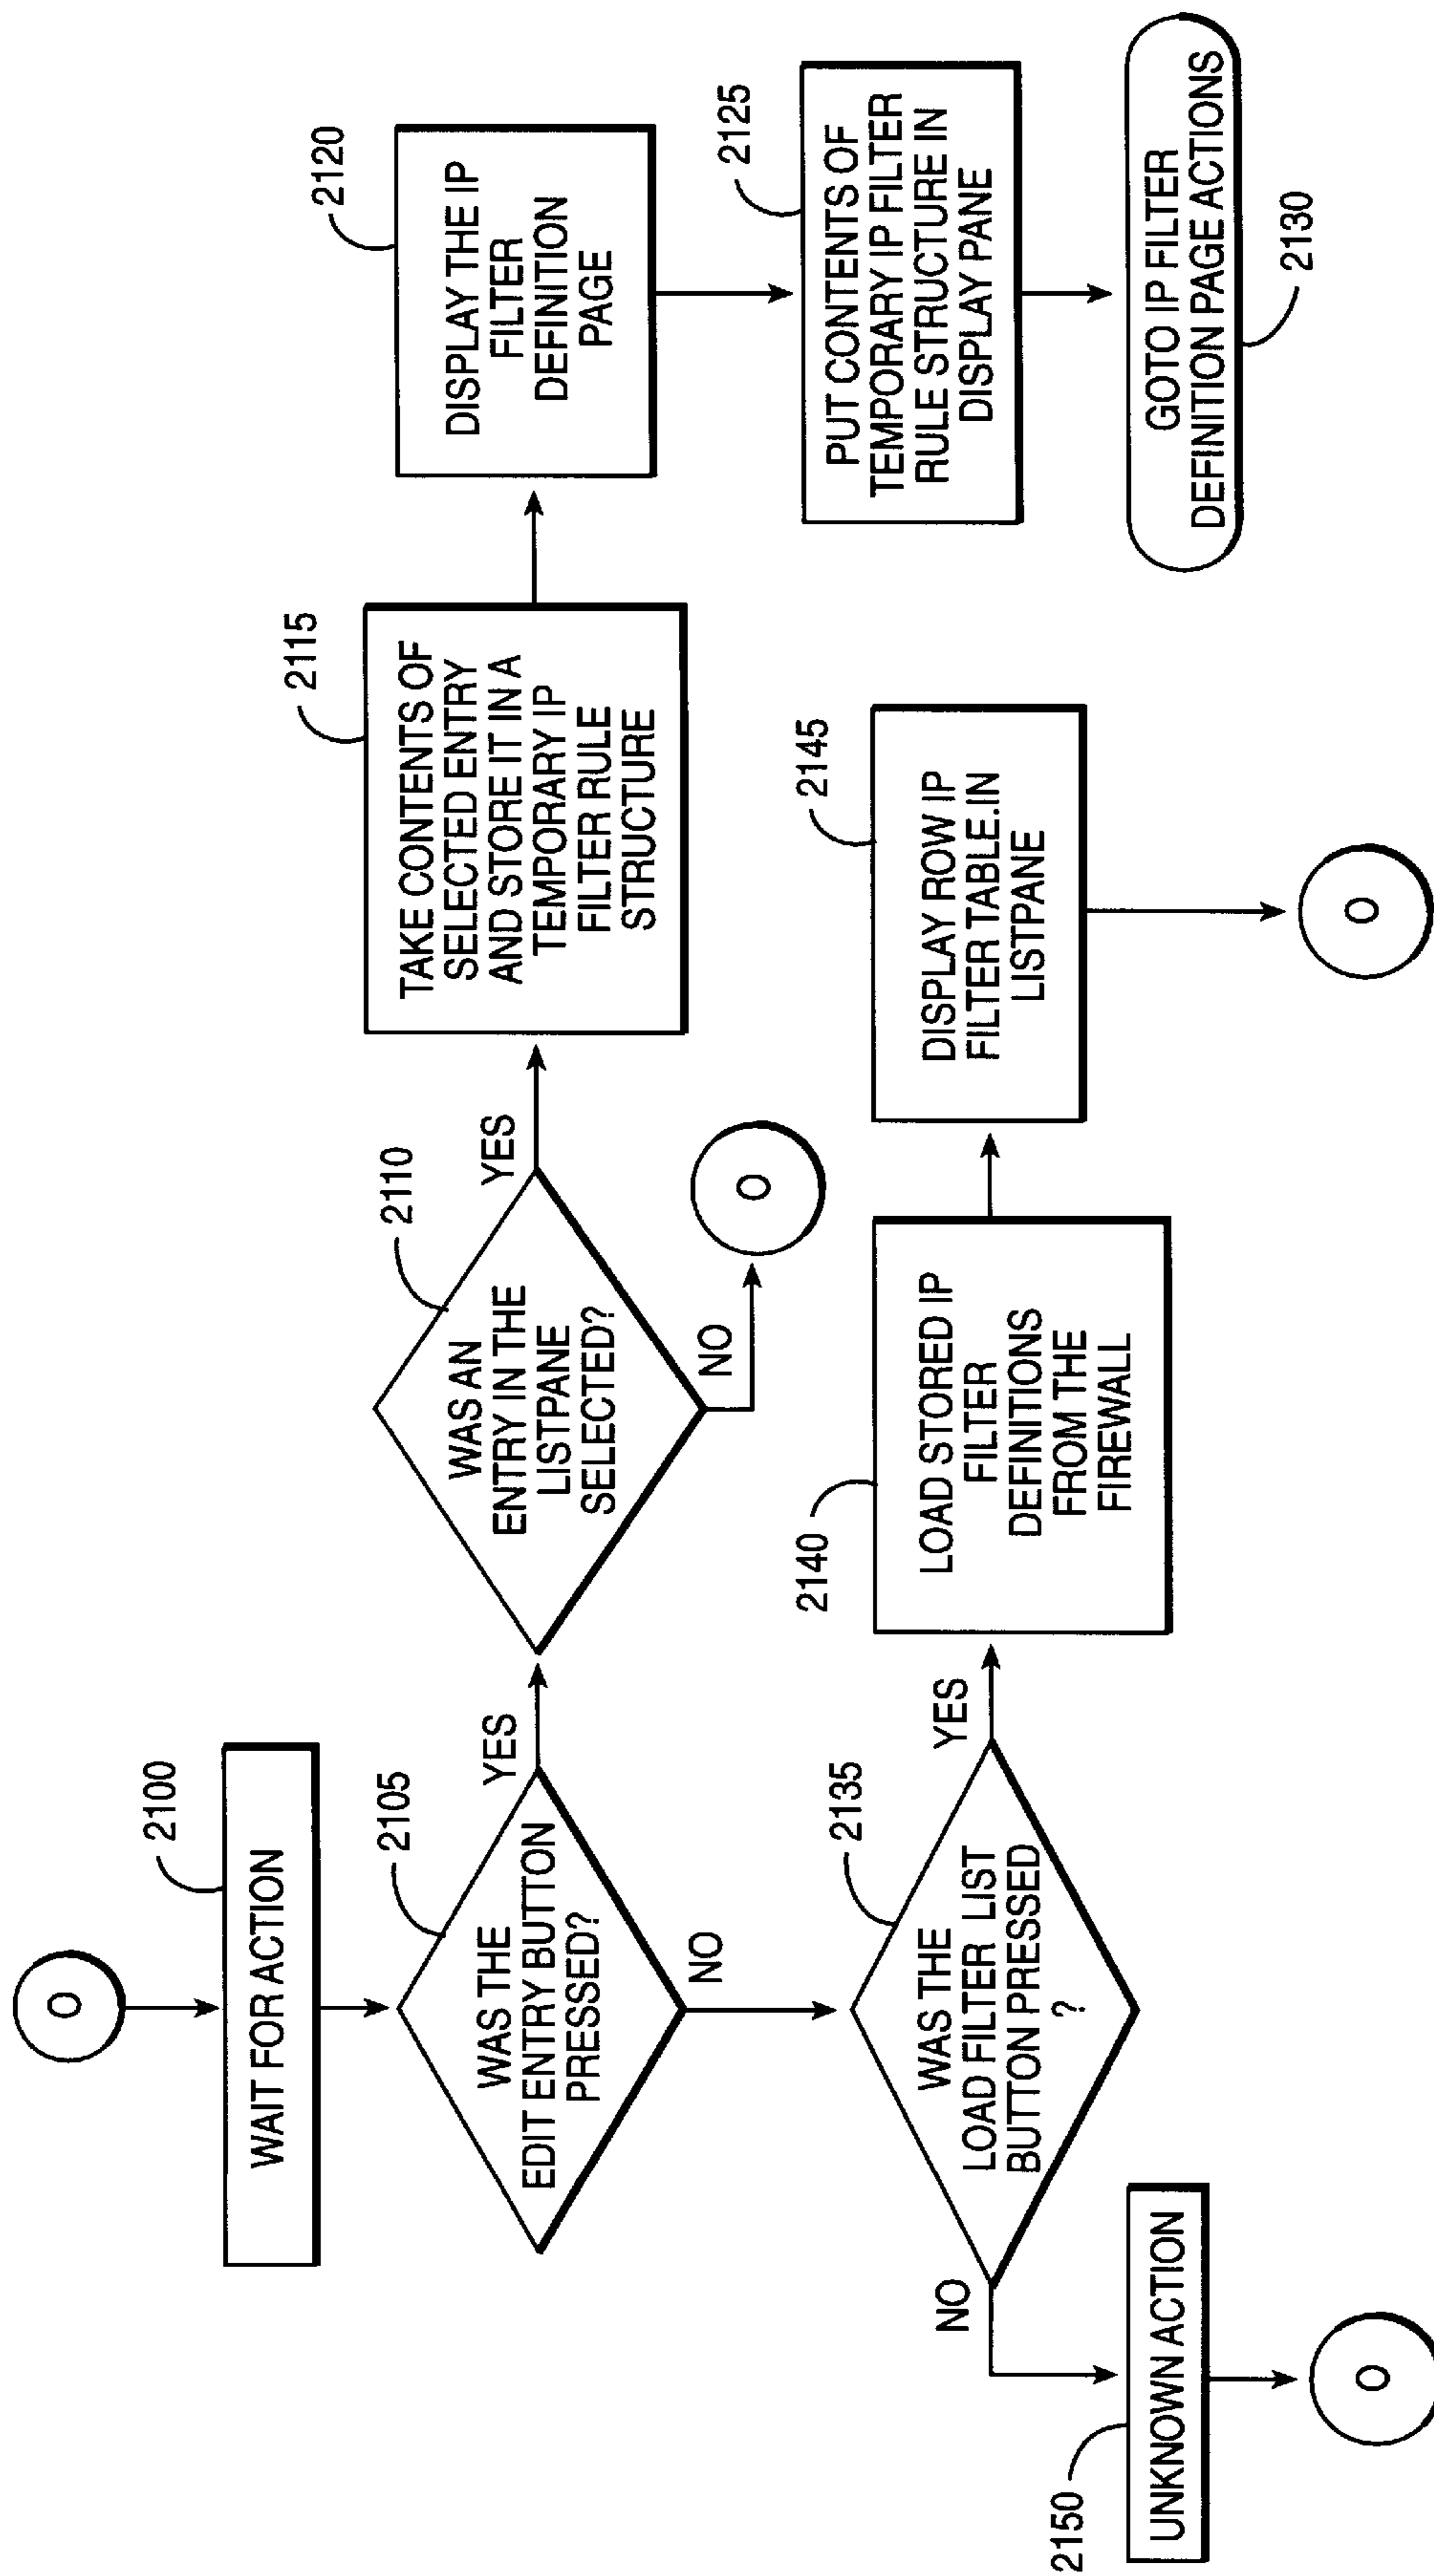 O
2100
WAIT FOR ACTION
2105
WAS THE
EDIT ENTRY BUTTON
PRESSED?
YES
NO
2110
WAS AN
ENTRY IN THE
LISTPANE
SELECTED?
YES
NO
O
2115
TAKE CONTENTS OF
SELECTED ENTRY
AND STORE IT IN A
TEMPORARY IP
FILTER RULE
STRUCTURE
2120
DISPLAY THE IP
FILTER
DEFINITION
PAGE
2125
PUT CONTENTS OF
TEMPORARY IP FILTER
RULE STRUCTURE IN
DISPLAY PANE
GOTO IP FILTER
DEFINITION PAGE ACTIONS
2130
2135
WAS THE
LOAD FILTER LIST
BUTTON PRESSED
?
YES
NO
2140
LOAD STORED IP
FILTER
DEFINITIONS
FROM THE
FIREWALL
2145
DISPLAY ROW IP
FILTER TABLE.IN
LISTPANE
O
2150
UNKNOWN ACTION
O